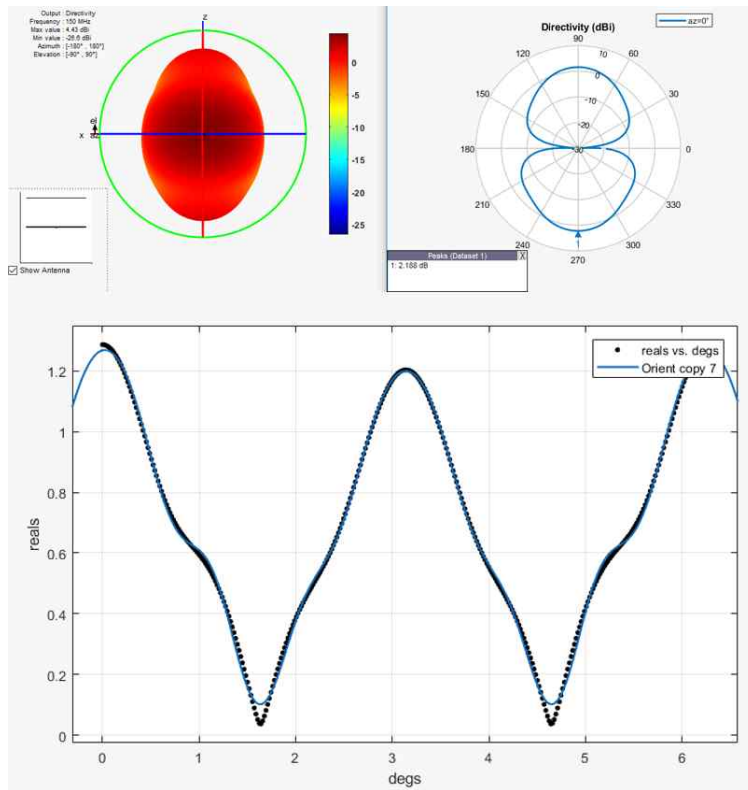 Output : Directivity
Frequency : 150 MHz
Max value : 4.43 dBi
Min value : -26.6 dBi
Azimuth : [-180° , 180°]
Elevation : [-90° , 90°]
z
el
x
az
0
-5
-10
-15
-20
-25
Show Antenna
Directivity (dBi)
az=0°
90
120
60
150
30
180
0
210
330
240
300
270
10
0
-10
-20
-30
1
Peaks (Dataset 1) X
1: 2.188 dB
reals vs. degs
Orient copy 7
1.2
1
0.8
0.6
0.4
0.2
0
reals
0 1 2 3 4 5 6
degs